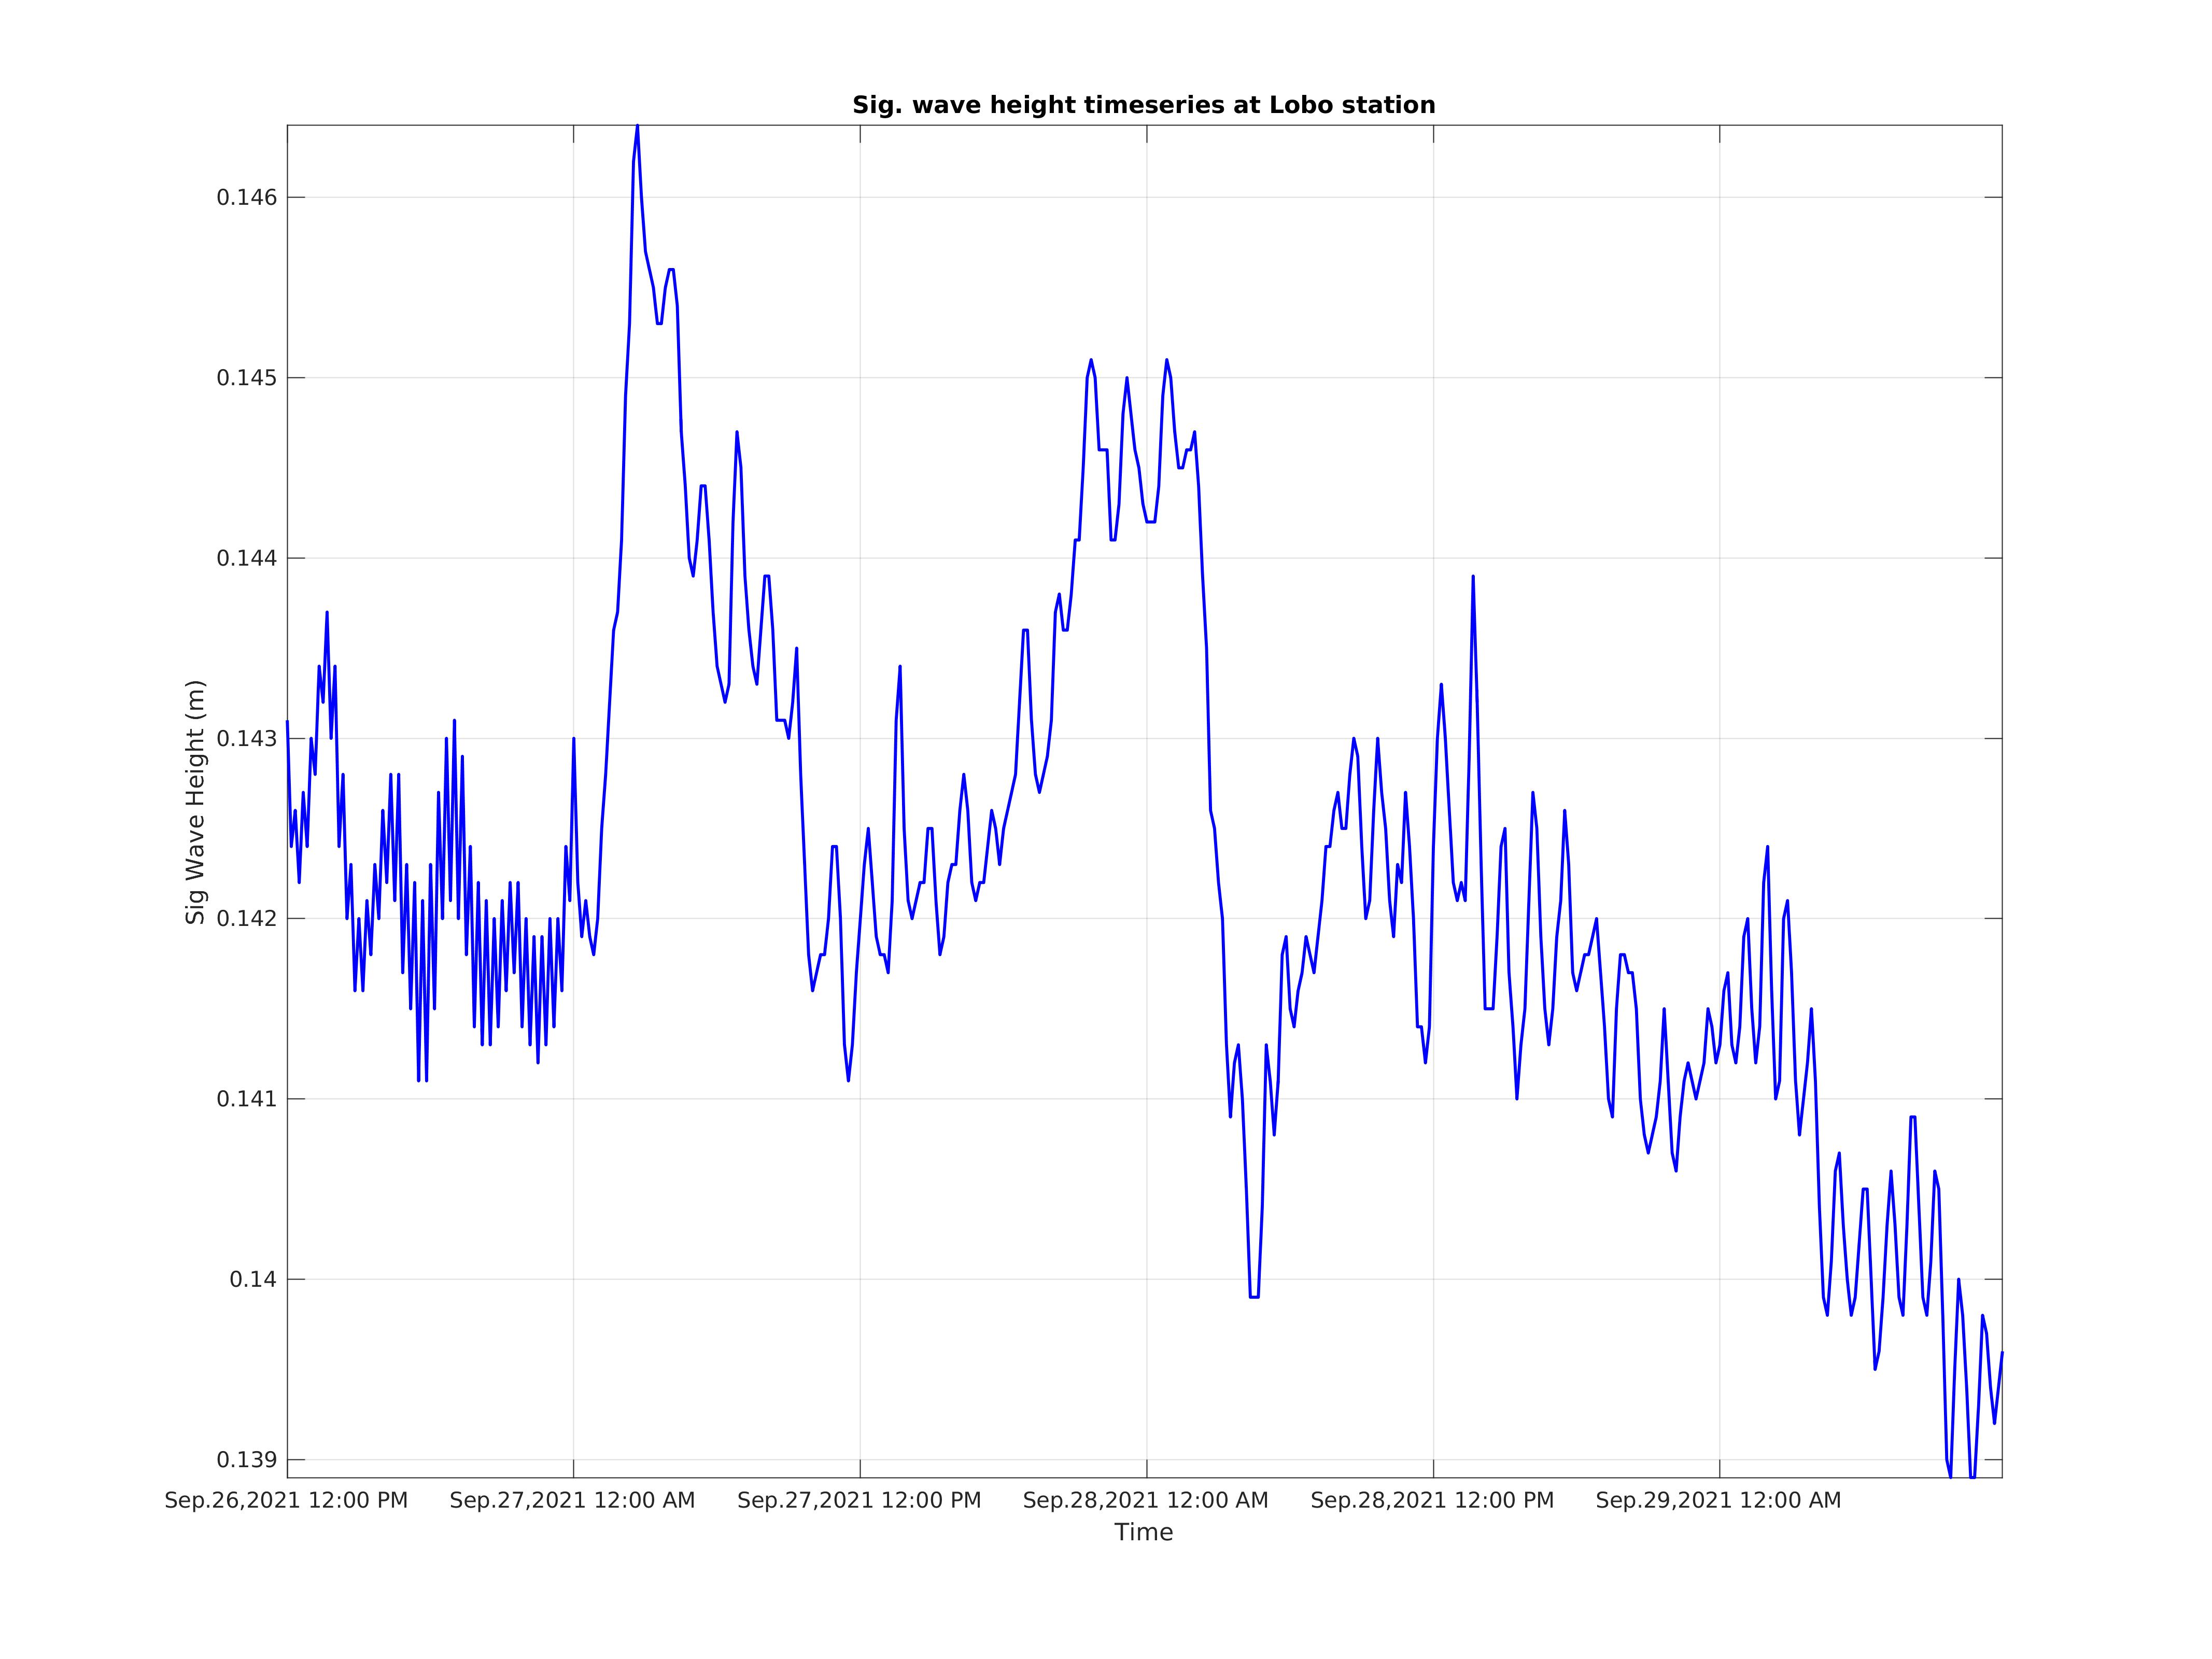 Sig. wave height timeseries at Lobo station
0.146
0.145
0.144
0.143
0.142
0.141
0.14
0.139
Sig Wave Height (m)
Sep.26,2021 12:00 PM Sep.27,2021 12:00 AM Sep.27,2021 12:00 PM Sep.28,2021 12:00 AM Sep.28,2021 12:00 PM Sep.29,2021 12:00 AM
Time